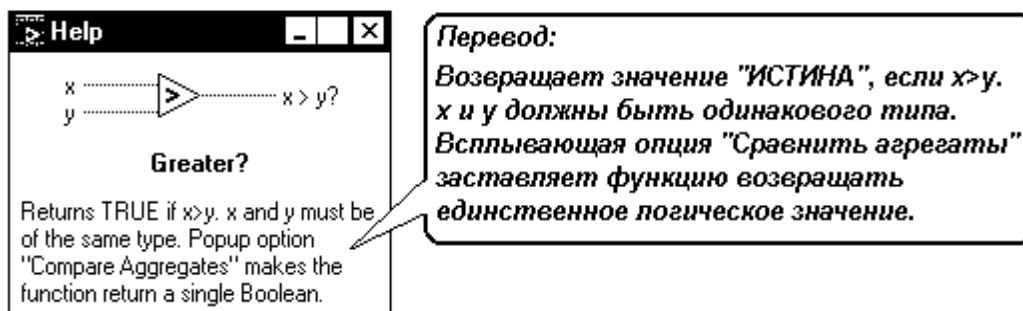 Help
x
y
x > y?
Greater?
Returns TRUE if x>y. x and y must be
of the same type. Popup option
"Compare Aggregates" makes the
function return a single Boolean.
Перевод:
Возвращает значение "ИСТИНА", если x>y.
x и y должны быть одинакового типа.
Всплывающая опция "Сравнить агрегаты"
заставляет функцию возвращать
единственное логическое значение.